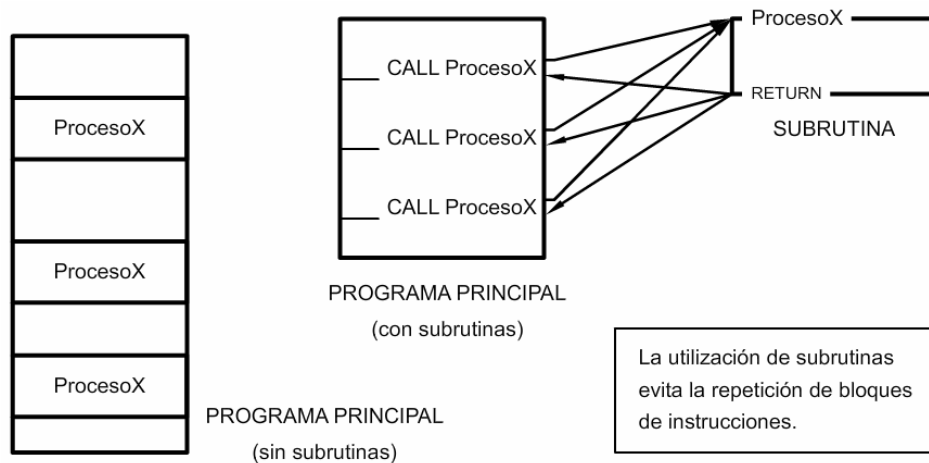 ProcesoX
ProcesoX
ProcesoX
PROGRAMA PRINCIPAL
(sin subrutinas)
CALL ProcesoX
CALL ProcesoX
CALL ProcesoX
PROGRAMA PRINCIPAL
(con subrutinas)
ProcesoX
RETURN
SUBRUTINA
La utilización de subrutinas
evita la repetición de bloques
de instrucciones.